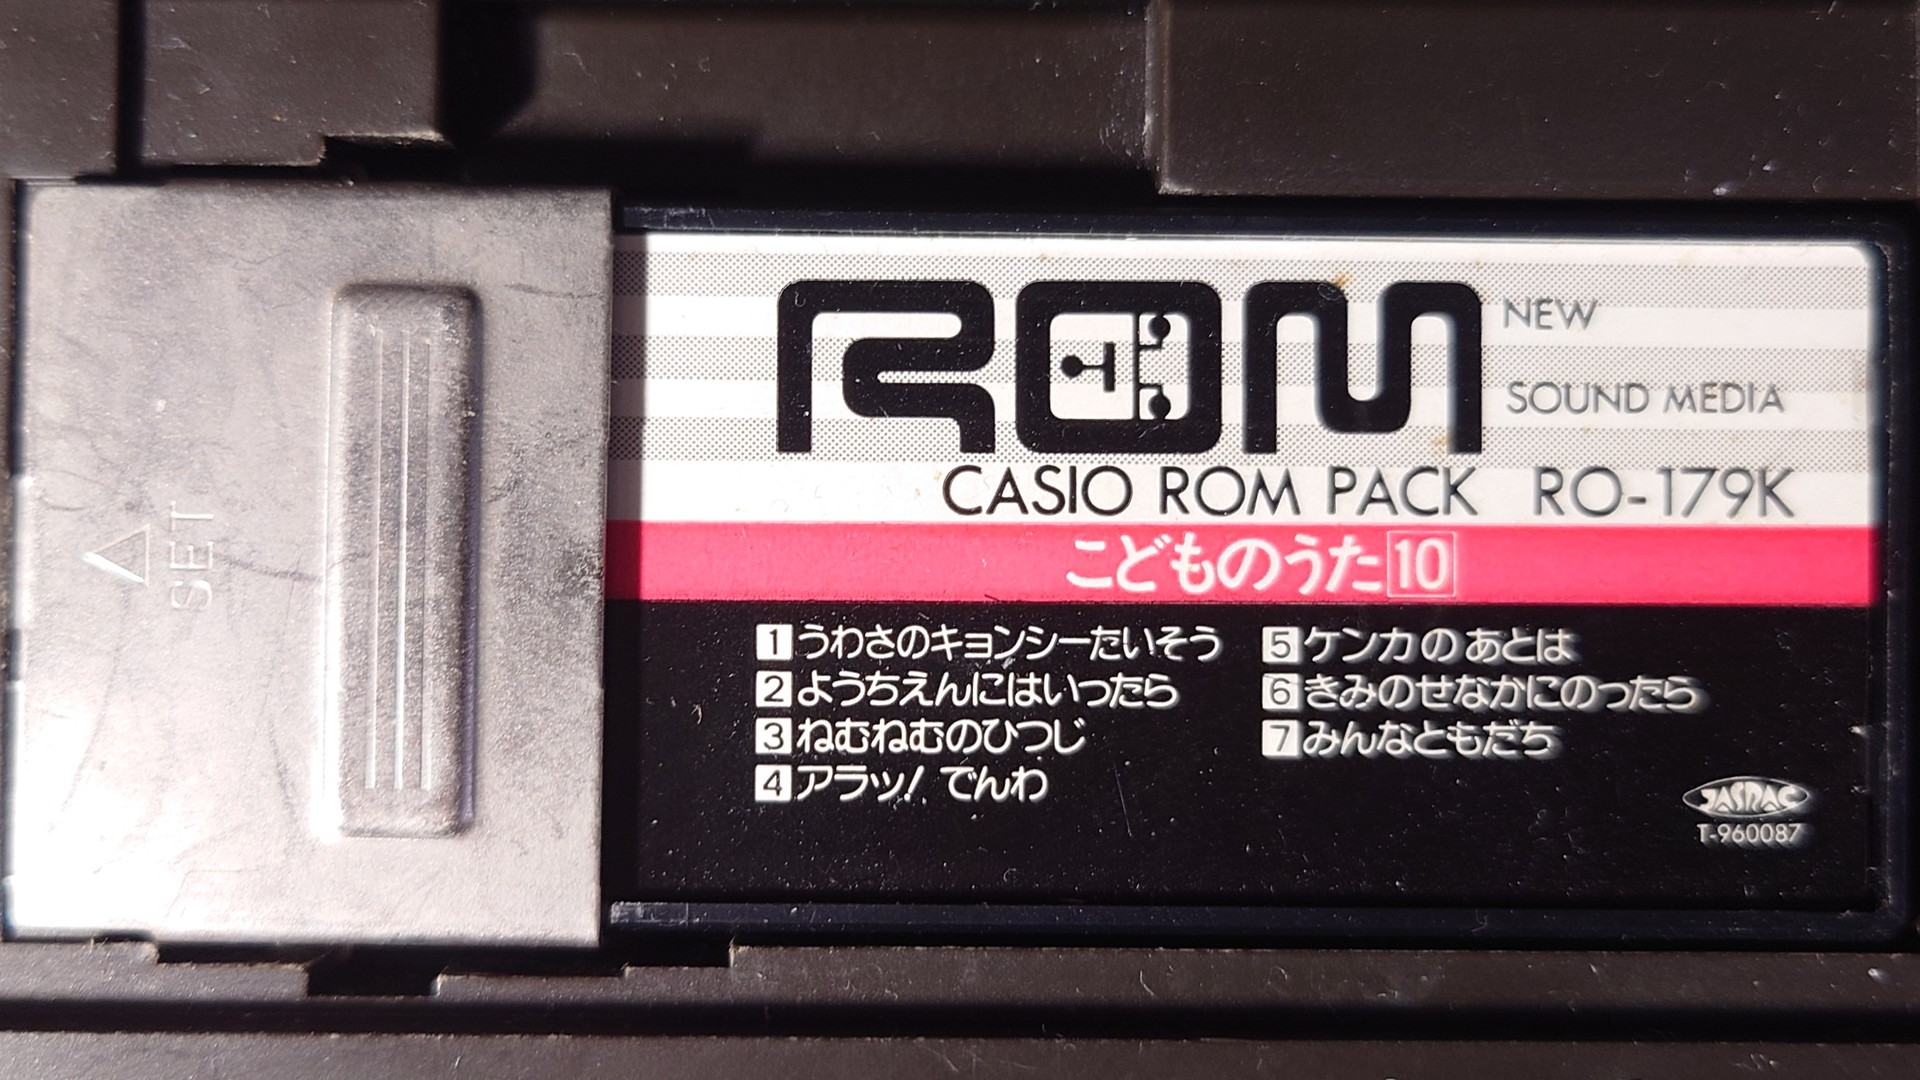 △
SET
ROM NEW
SOUND MEDIA
CASIO ROM PACK RO-179K
こどものうた10
1 うわさのキョンシーたいそう
2 ようちえんにはいったら
3 ねむねむのひつじ
4 アラッ! でんわ
5 ケンカのあとは
6 きみのせなかにのったら
7 みんなともだち
JASRAC
T-960087